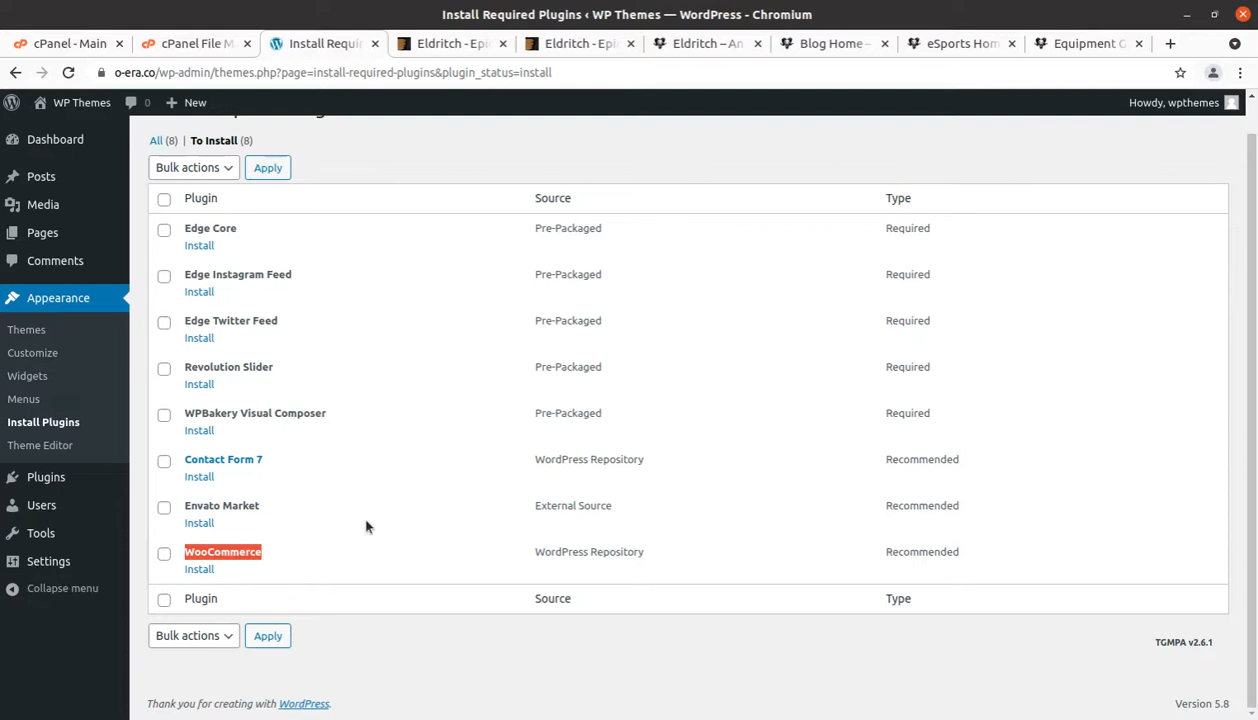 Install Required Plugins ‹ WP Themes — WordPress - Chromium
cPanel - Main
cPanel File M
Install Requir
Eldritch - Epi
Eldritch - Epi
Eldritch – An
Blog Home –
eSports Hom
Equipment G
o-era.co/wp-admin/themes.php?page=install-required-plugins&plugin_status=install
WP Themes
0
New
Howdy, wpthemes
Dashboard
Posts
Media
Pages
Comments
Appearance
Themes
Customize
Widgets
Menus
Install Plugins
Theme Editor
Plugins
Users
Tools
Settings
Collapse menu
All (8) | To Install (8)
Bulk actions Apply
Plugin Source Type
Edge Core Pre-Packaged Required
Install
Edge Instagram Feed Pre-Packaged Required
Install
Edge Twitter Feed Pre-Packaged Required
Install
Revolution Slider Pre-Packaged Required
Install
WPBakery Visual Composer Pre-Packaged Required
Install
Contact Form 7 WordPress Repository Recommended
Install
Envato Market External Source Recommended
Install
WooCommerce WordPress Repository Recommended
Install
Plugin Source Type
Bulk actions Apply
TGMPA v2.6.1
Thank you for creating with WordPress.
Version 5.8